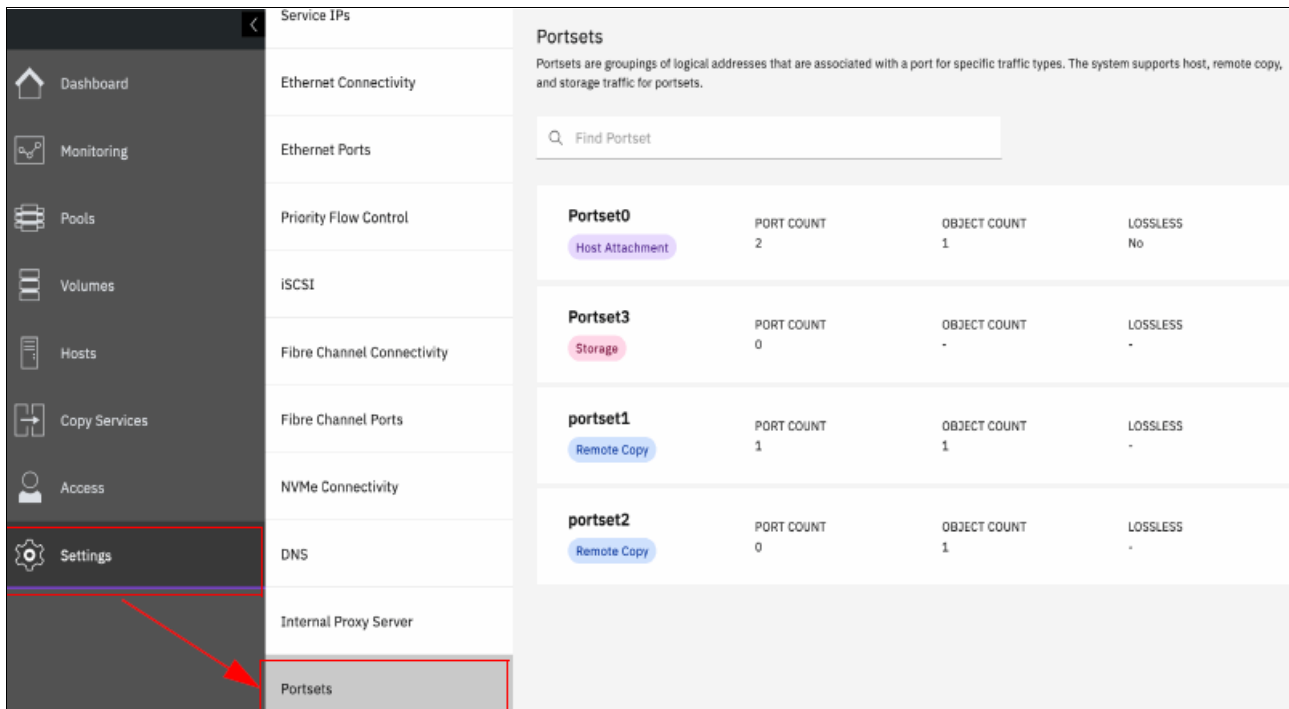 Dashboard
Monitoring
Pools
Volumes
Hosts
Copy Services
Access
Settings
Service IPs
Ethernet Connectivity
Ethernet Ports
Priority Flow Control
iSCSI
Fibre Channel Connectivity
Fibre Channel Ports
NVMe Connectivity
DNS
Internal Proxy Server
Portsets
Portsets
Portsets are groupings of logical addresses that are associated with a port for specific traffic types. The system supports host, remote copy,
and storage traffic for portsets.
Find Portset
Portset0 PORT COUNT OBJECT COUNT LOSSLESS
Host Attachment 2 1 No
Portset3 PORT COUNT OBJECT COUNT LOSSLESS
Storage 0 - -
portset1 PORT COUNT OBJECT COUNT LOSSLESS
Remote Copy 1 1 -
portset2 PORT COUNT OBJECT COUNT LOSSLESS
Remote Copy 0 1 -